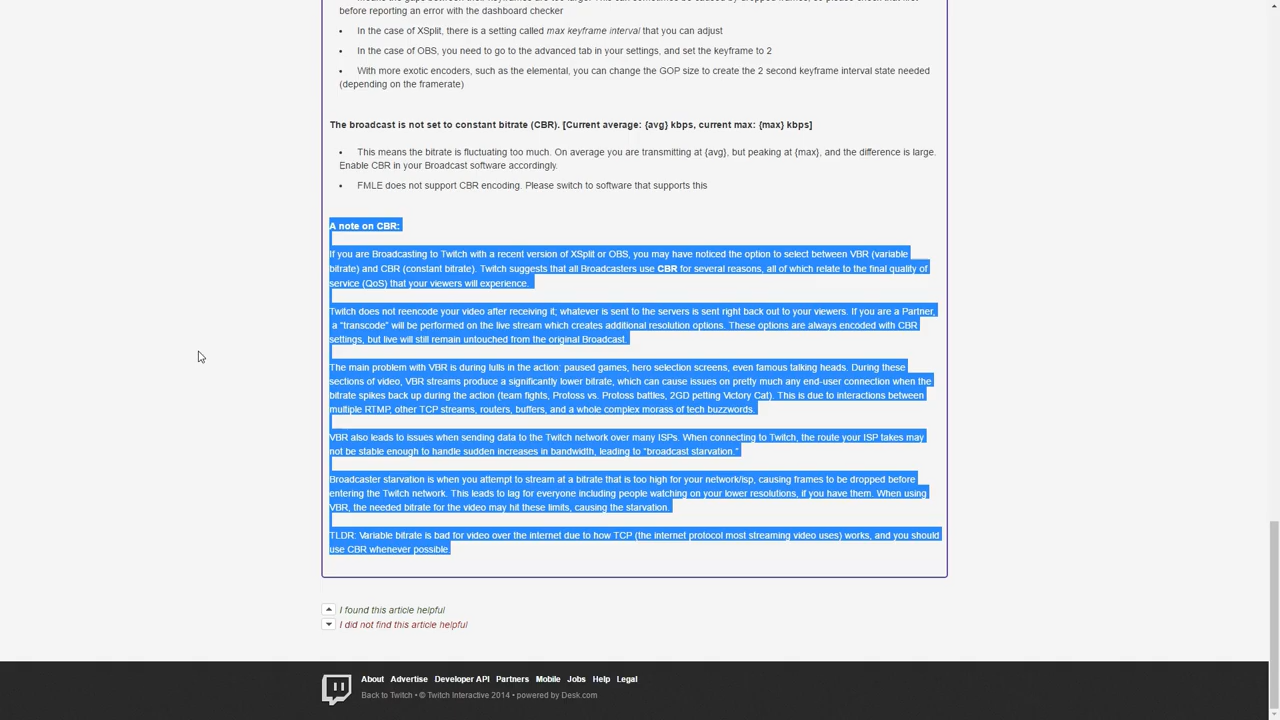 before reporting an error with the dashboard checker
• In the case of XSplit, there is a setting called max keyframe interval that you can adjust
• In the case of OBS, you need to go to the advanced tab in your settings, and set the keyframe to 2
• With more exotic encoders, such as the elemental, you can change the GOP size to create the 2 second keyframe interval state needed
(depending on the framerate)
The broadcast is not set to constant bitrate (CBR). [Current average: {avg} kbps, current max: {max} kbps]
• This means the bitrate is fluctuating too much. On average you are transmitting at {avg}, but peaking at {max}, and the difference is large.
Enable CBR in your Broadcast software accordingly.
• FMLE does not support CBR encoding. Please switch to software that supports this
A note on CBR:
If you are Broadcasting to Twitch with a recent version of XSplit or OBS, you may have noticed the option to select between VBR (variable
bitrate) and CBR (constant bitrate). Twitch suggests that all Broadcasters use CBR for several reasons, all of which relate to the final quality of
service (QoS) that your viewers will experience.
Twitch does not reencode your video after receiving it; whatever is sent to the servers is sent right back out to your viewers. If you are a Partner,
a “transcode” will be performed on the live stream which creates additional resolution options. These options are always encoded with CBR
settings, but live will still remain untouched from the original Broadcast.
The main problem with VBR is during lulls in the action: paused games, hero selection screens, even famous talking heads. During these
sections of video, VBR streams produce a significantly lower bitrate, which can cause issues on pretty much any end-user connection when the
bitrate spikes back up during the action (team fights, Protoss vs. Protoss battles, 2GD petting Victory Cat). This is due to interactions between
multiple RTMP, other TCP streams, routers, buffers, and a whole complex morass of tech buzzwords.
VBR also leads to issues when sending data to the Twitch network over many ISPs. When connecting to Twitch, the route your ISP takes may
not be stable enough to handle sudden increases in bandwidth, leading to “broadcast starvation.”
Broadcaster starvation is when you attempt to stream at a bitrate that is too high for your network/isp, causing frames to be dropped before
entering the Twitch network. This leads to lag for everyone including people watching on your lower resolutions, if you have them. When using
VBR, the needed bitrate for the video may hit these limits, causing the starvation.
TLDR: Variable bitrate is bad for video over the internet due to how TCP (the internet protocol most streaming video uses) works, and you should
use CBR whenever possible.
I found this article helpful
I did not find this article helpful
About Advertise Developer API Partners Mobile Jobs Help Legal
Back to Twitch • © Twitch Interactive 2014 • powered by Desk.com